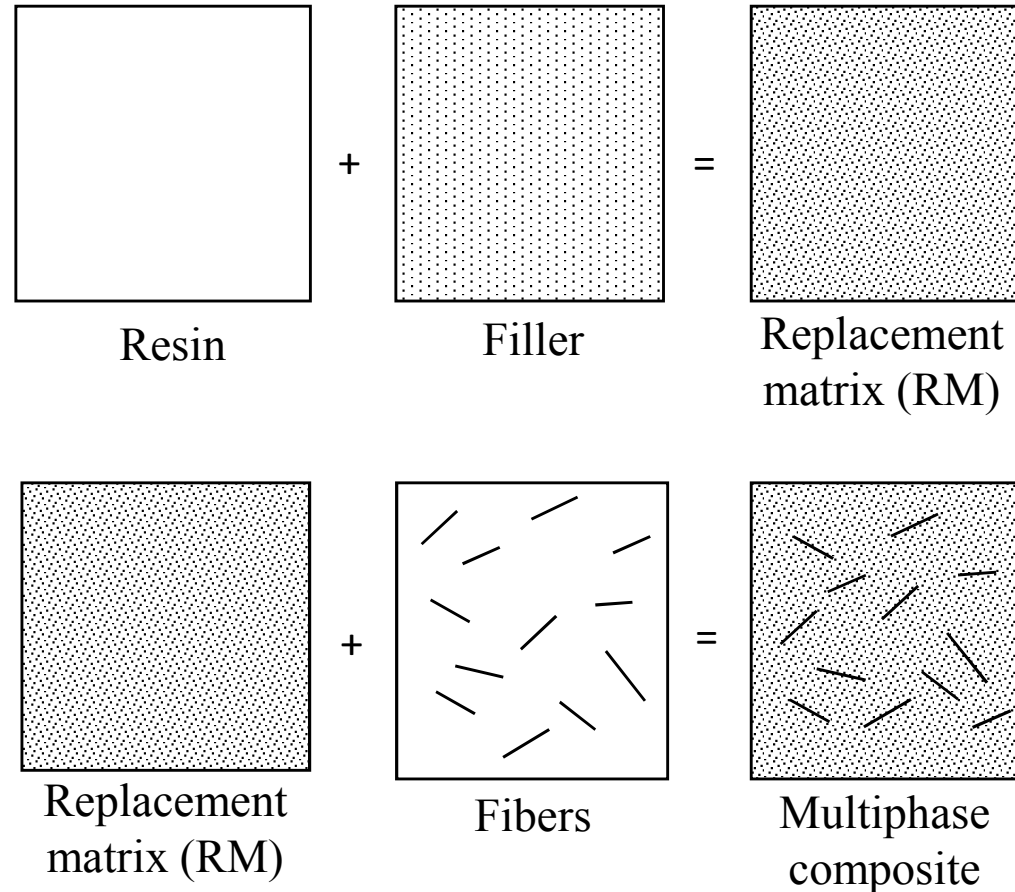 +
=
Resin
Filler
Replacement
matrix (RM)
+
=
Replacement
matrix (RM)
Fibers
Multiphase
composite